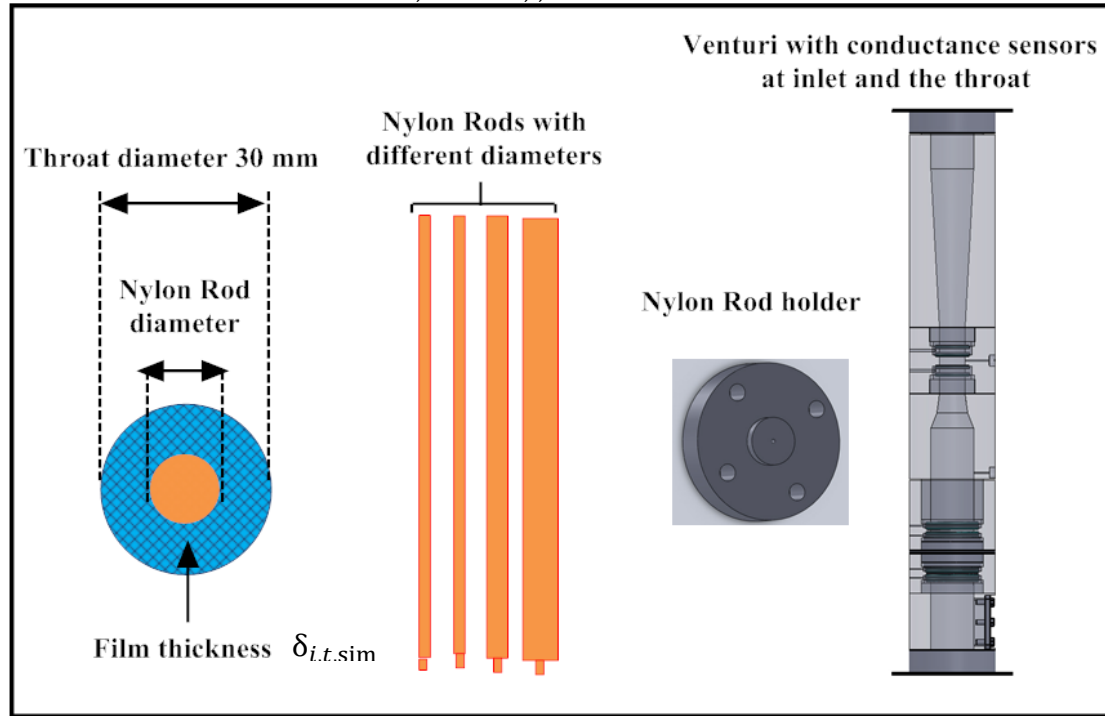 Venturi with conductance sensors
at inlet and the throat
Nylon Rods with
different diameters
Throat diameter 30 mm
Nylon Rod
diameter
Nylon Rod holder
Film thickness δi.t.sim